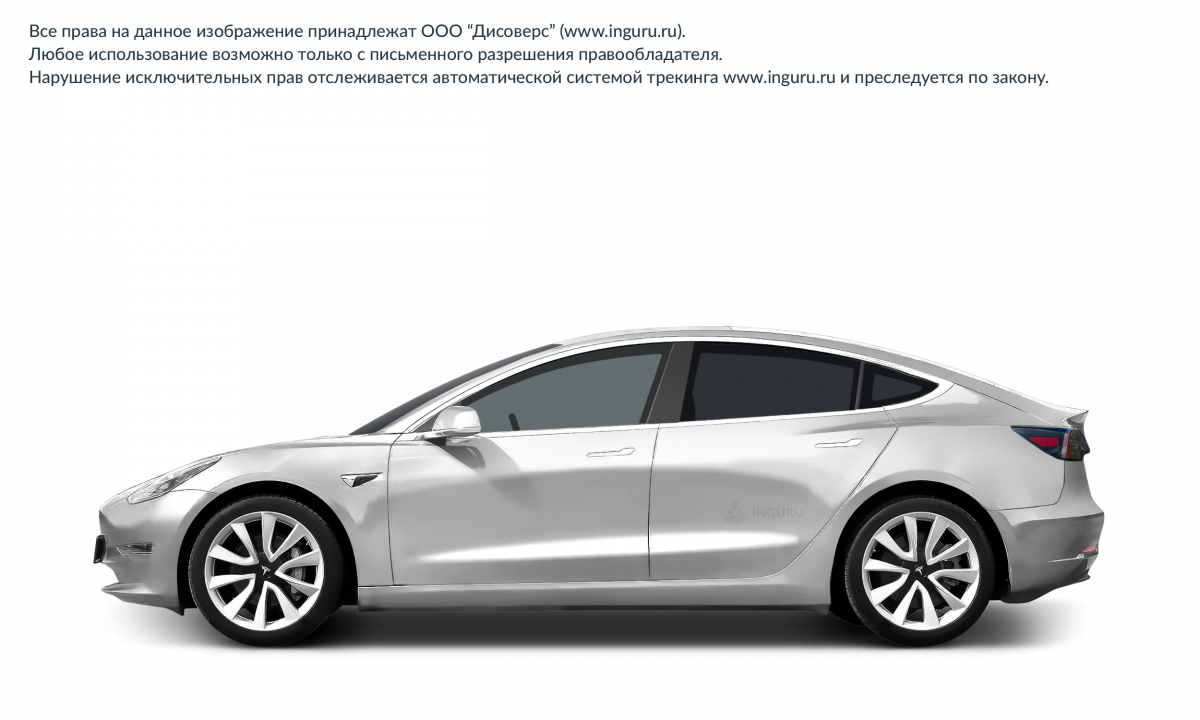 Все права на данное изображение принадлежат ООО “Дисоверс” (www.inguru.ru).
Любое использование возможно только с письменного разрешения правообладателя.
Нарушение исключительных прав отслеживается автоматической системой трекинга www.inguru.ru и преследуется по закону.
INGURU